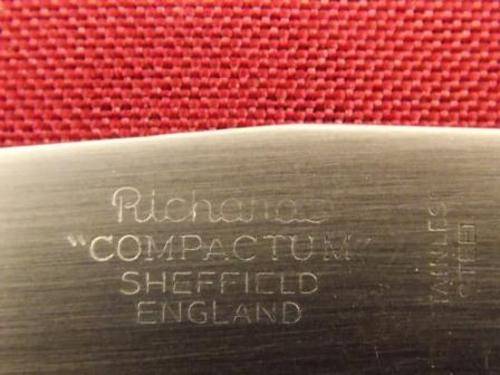 Richards
"COMPACTUM"
SHEFFIELD
ENGLAND
STAINLESS
STEEL